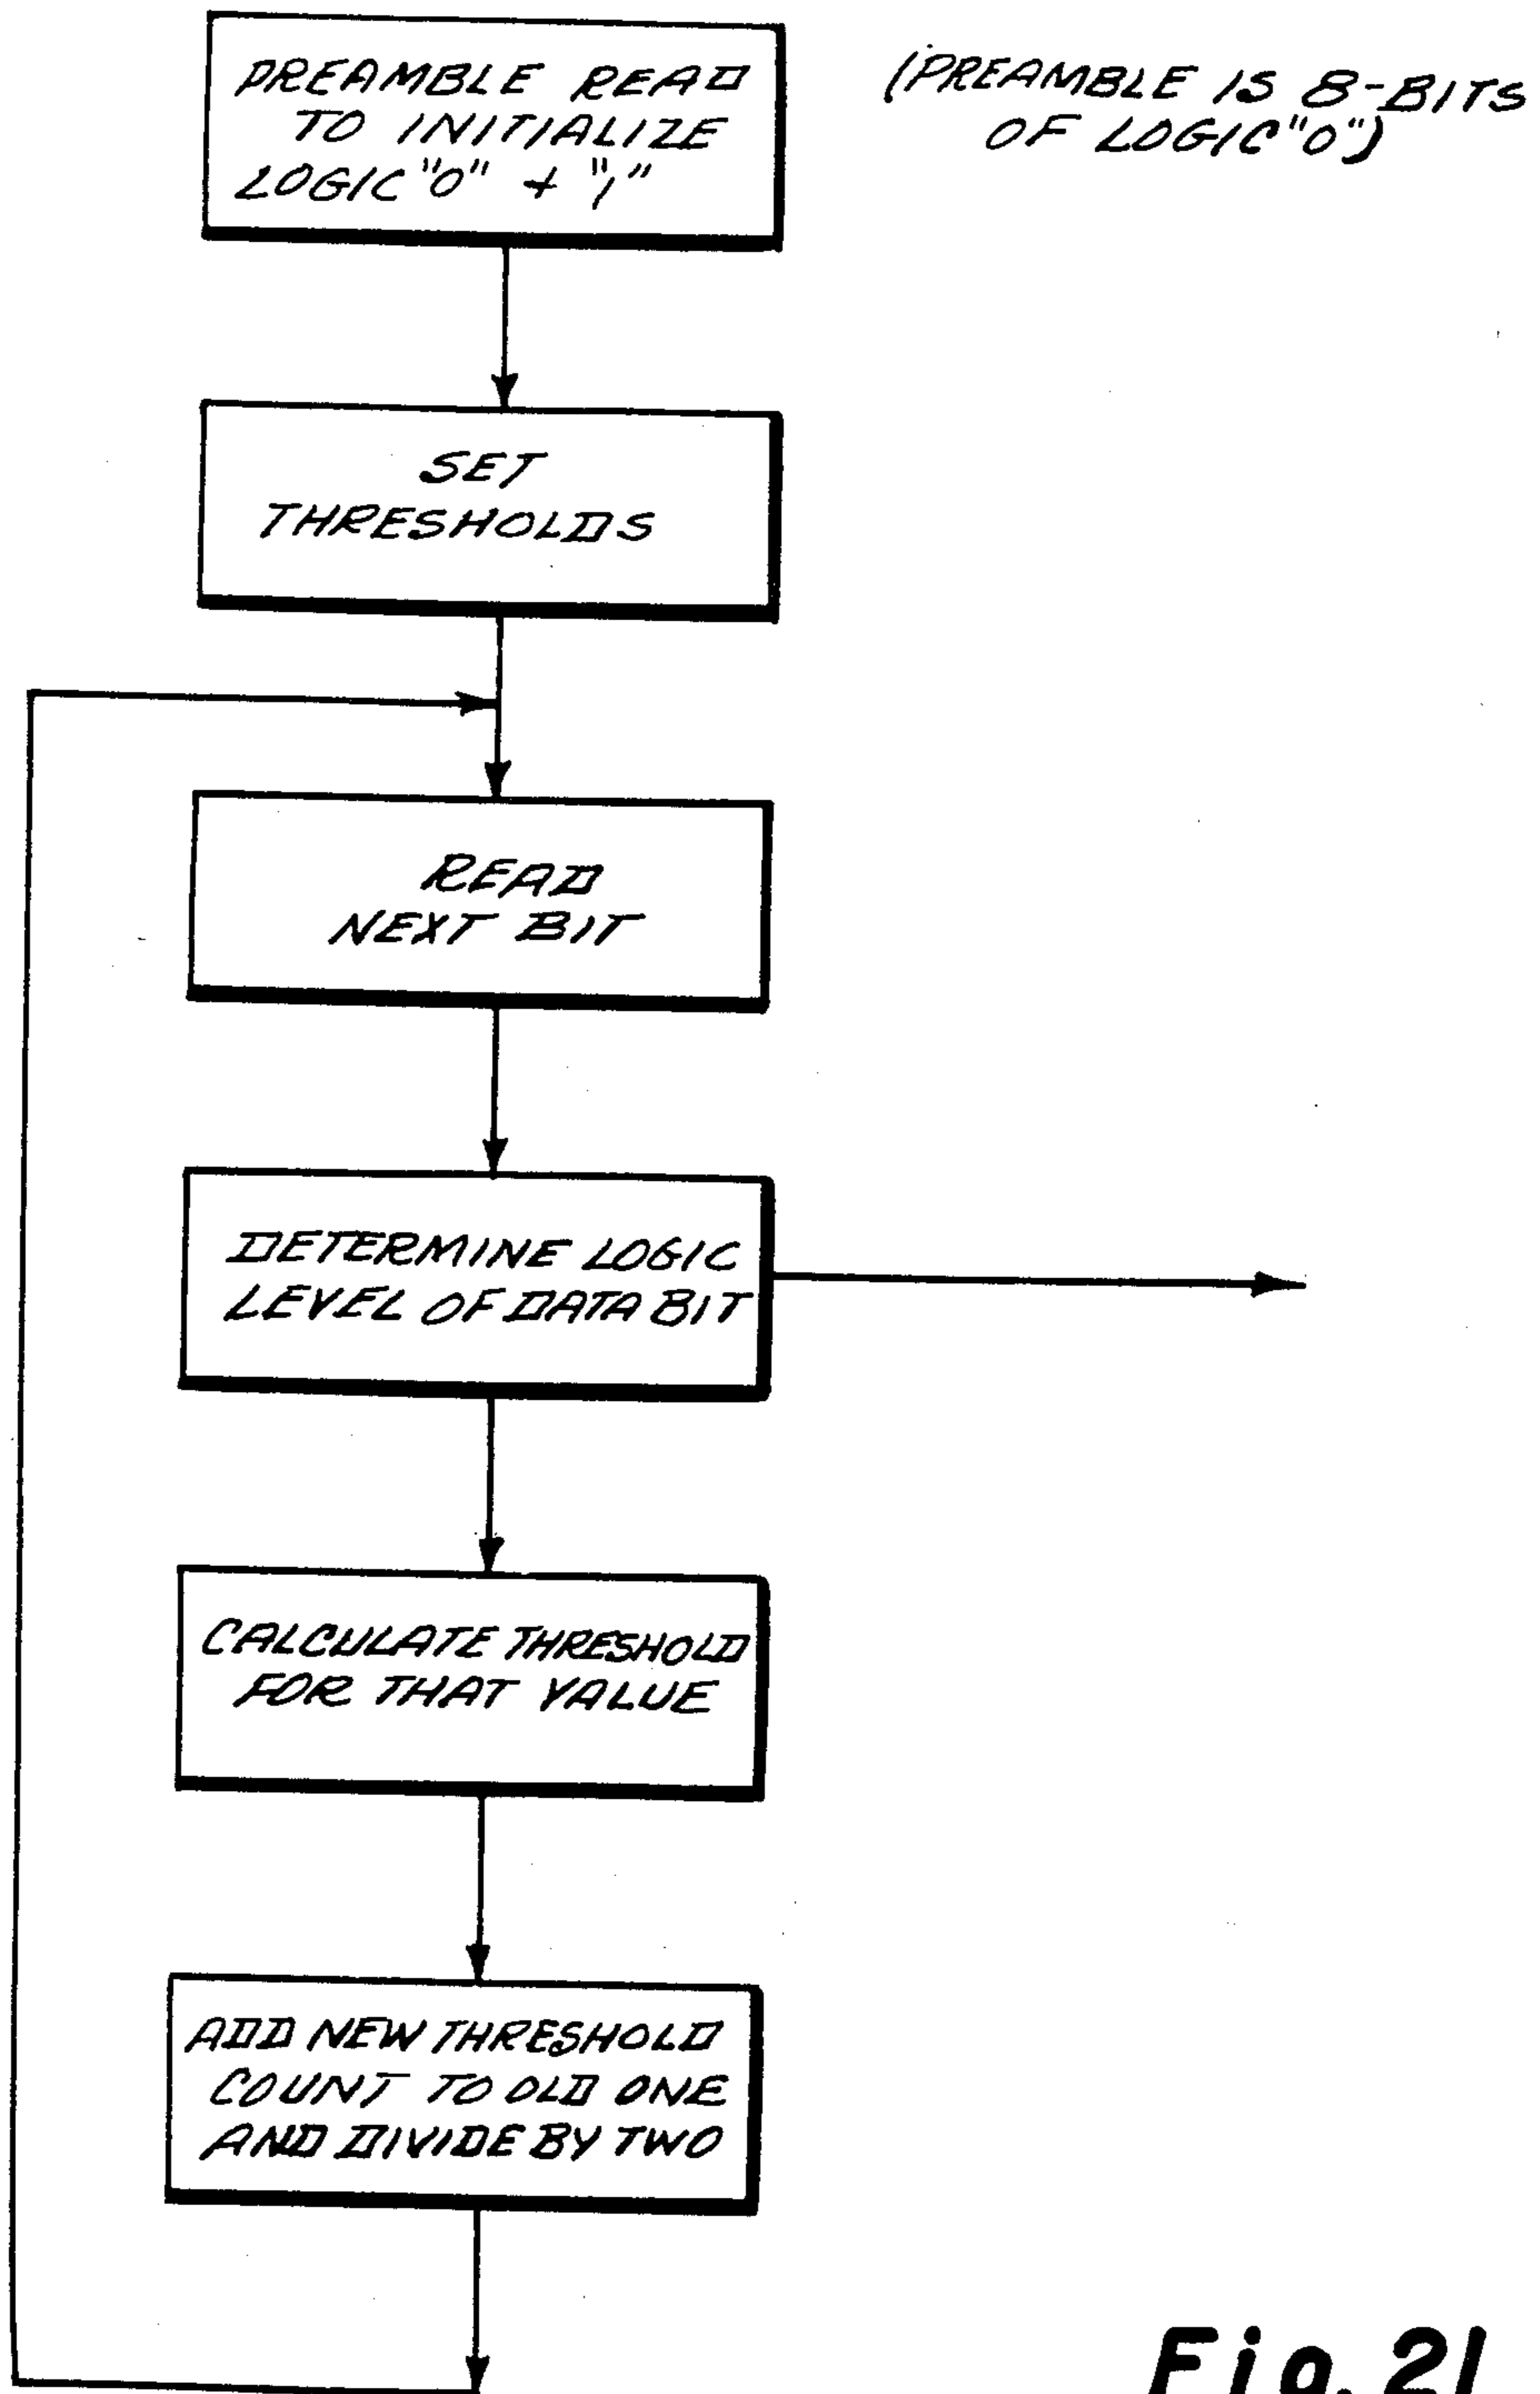 PREAMBLE READ
TO INITIALIZE
LOGIC "0" + "1"
(PREAMBLE IS 8-BITS
OF LOGIC "0")
SET
THRESHOLDS
READ
NEXT BIT
DETERMINE LOGIC
LEVEL OF DATA BIT
CALCULATE THRESHOLD
FOR THAT VALUE
ADD NEW THRESHOLD
COUNT TO OLD ONE
AND DIVIDE BY TWO
Fig. 21